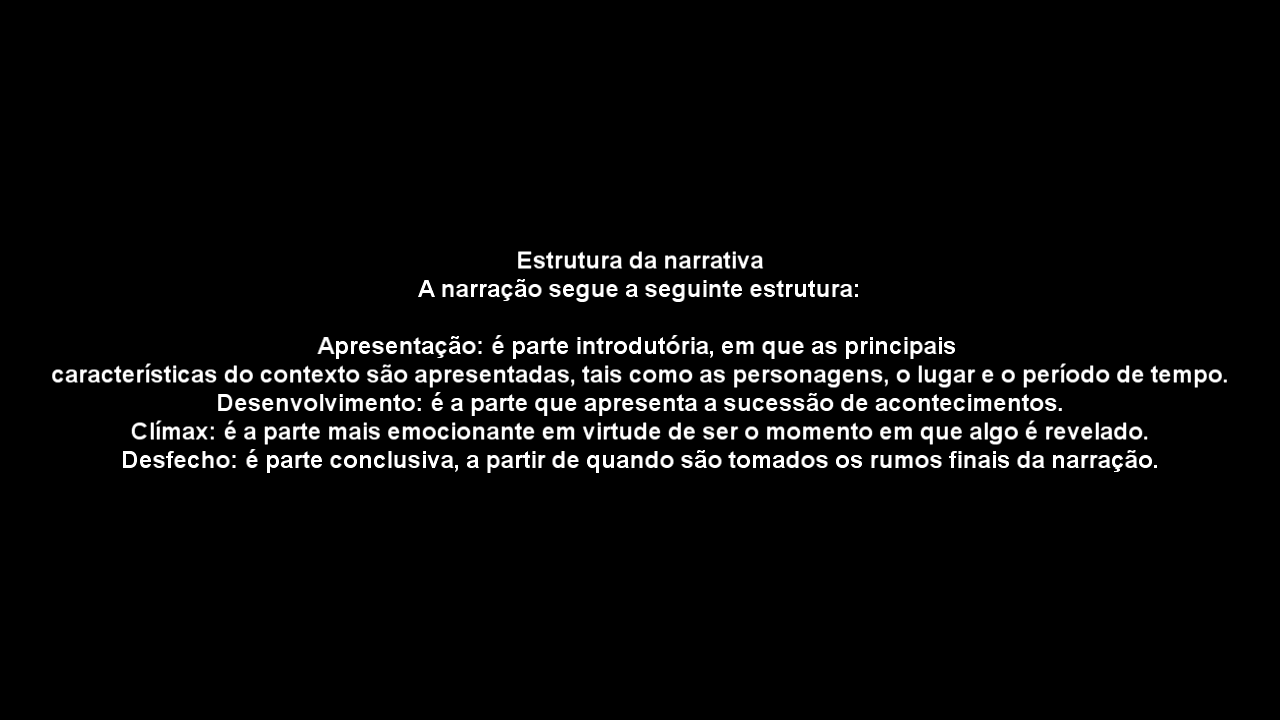 Estrutura da narrativa
A narração segue a seguinte estrutura:
Apresentação: é parte introdutória, em que as principais
características do contexto são apresentadas, tais como as personagens, o lugar e o período de tempo.
Desenvolvimento: é a parte que apresenta a sucessão de acontecimentos.
Clímax: é a parte mais emocionante em virtude de ser o momento em que algo é revelado.
Desfecho: é parte conclusiva, a partir de quando são tomados os rumos finais da narração.